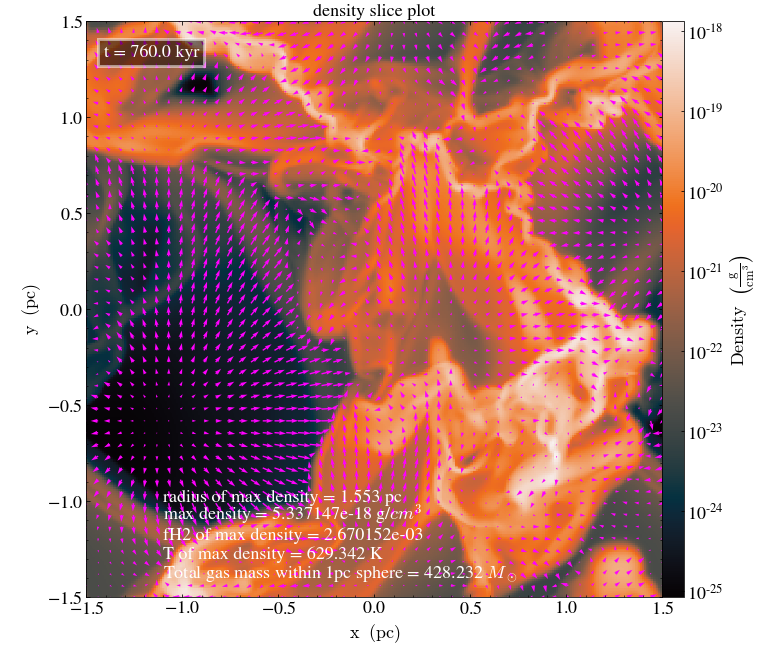 density slice plot
t = 760.0 kyr
1.5
1.0
0.5
0.0
−0.5
−1.0
−1.5
y (pc)
radius of max density = 1.553 pc
max density = 5.337147e-18 g/cm³
fH2 of max density = 2.670152e-03
T of max density = 629.342 K
Total gas mass within 1pc sphere = 428.232 M⊙
−1.5 −1.0 −0.5 0.0 0.5 1.0 1.5
x (pc)
10⁻¹⁸
10⁻¹⁹
10⁻²⁰
10⁻²¹
10⁻²²
10⁻²³
10⁻²⁴
10⁻²⁵
Density (g/cm³)